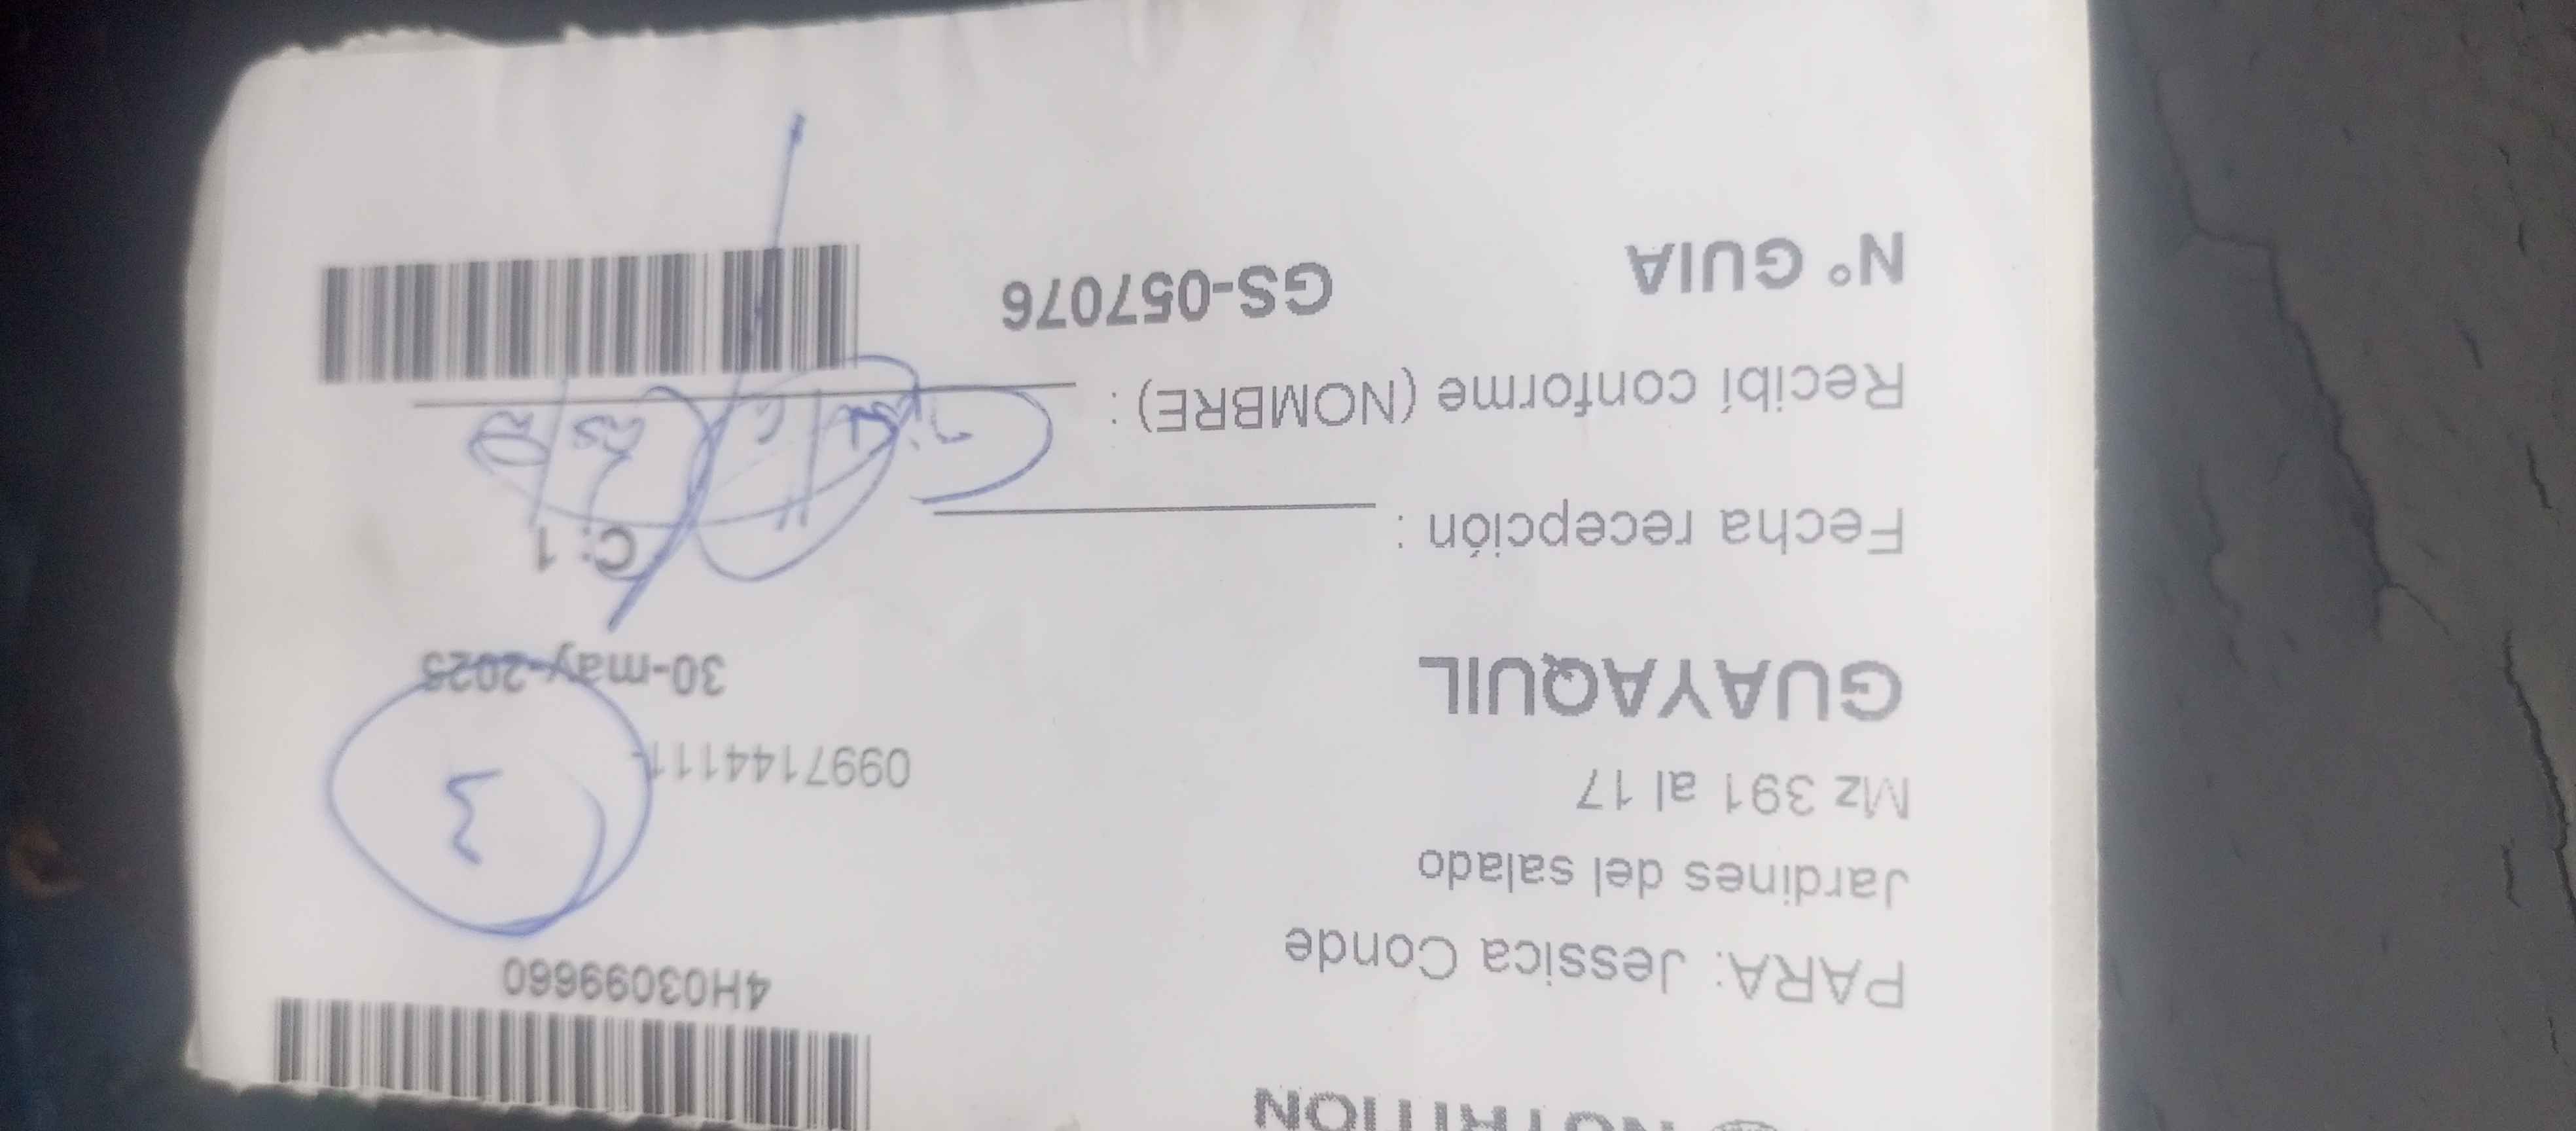 NUTRITION
4H03099660
PARA: Jessica Conde
Jardines del salado
Mz 391 al 17
0997144111
3
GUAYAQUIL
30-may-2025
C: 1
Fecha recepción :
Recibí conforme (NOMBRE) :
N° GUIA GS-057076